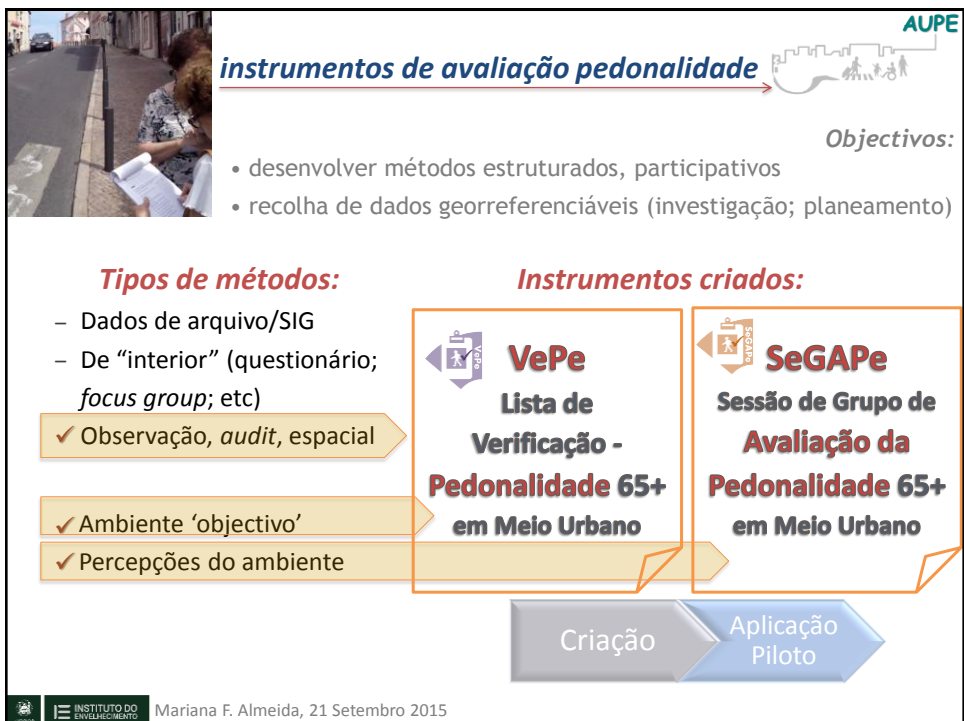 AUPE
instrumentos de avaliação pedonalidade
Objectivos:
• desenvolver métodos estruturados, participativos
• recolha de dados georreferenciáveis (investigação; planeamento)
Tipos de métodos:
– Dados de arquivo/SIG
– De “interior” (questionário;
focus group; etc)
✓ Observação, audit, espacial
✓ Ambiente ‘objectivo’
✓ Percepções do ambiente
Instrumentos criados:
VePe
VePe
Lista de
Verificação -
Pedonalidade 65+
em Meio Urbano
SeGAPe
SeGAPe
Sessão de Grupo de
Avaliação da
Pedonalidade 65+
em Meio Urbano
Criação
Aplicação
Piloto
INSTITUTO DO
ENVELHECIMENTO
Mariana F. Almeida, 21 Setembro 2015